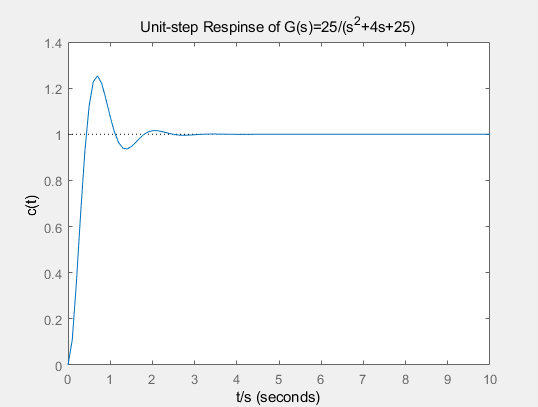 Unit-step Respinse of G(s)=25/(s²+4s+25)
1.4
1.2
1
0.8
0.6
0.4
0.2
0
c(t)
0 1 2 3 4 5 6 7 8 9 10
t/s (seconds)